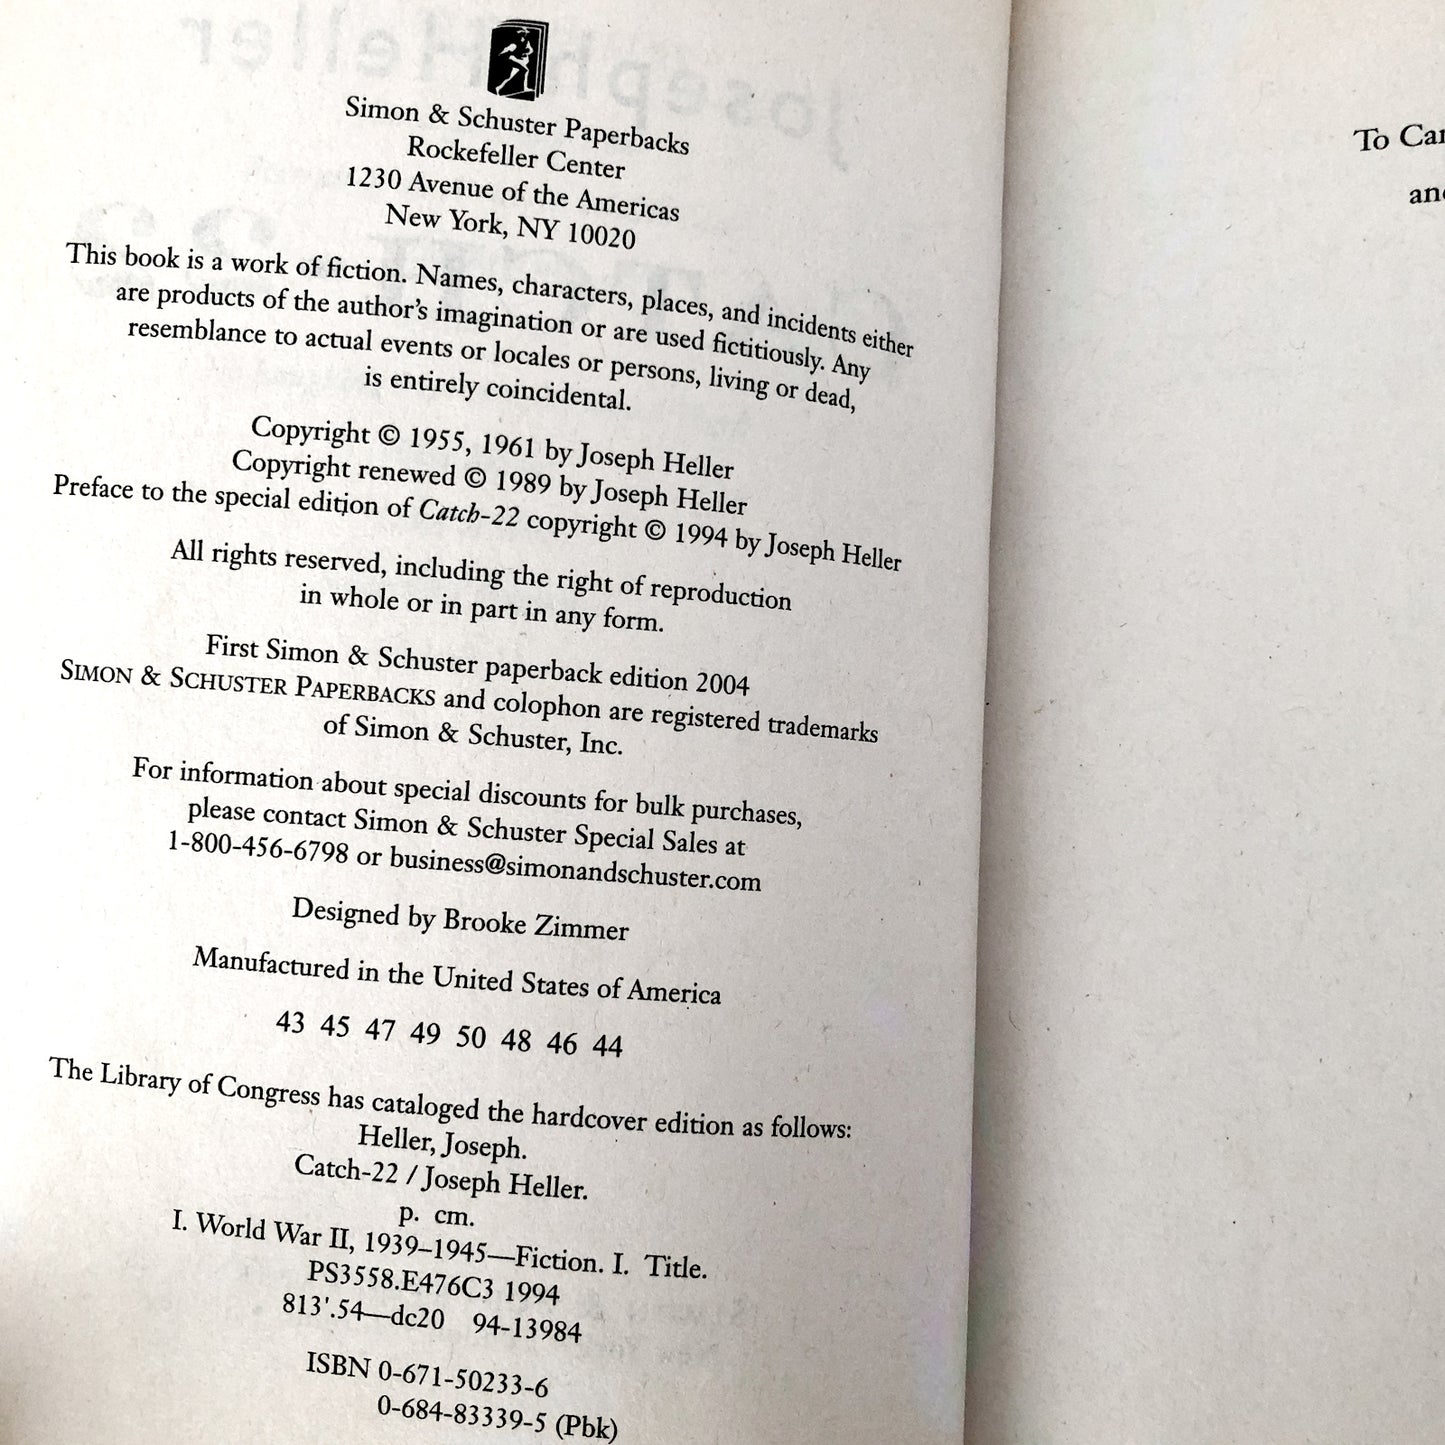 Simon & Schuster Paperbacks
Rockefeller Center
1230 Avenue of the Americas
New York, NY 10020
This book is a work of fiction. Names, characters, places, and incidents either
are products of the author's imagination or are used fictitiously. Any
resemblance to actual events or locales or persons, living or dead,
is entirely coincidental.
Copyright © 1955, 1961 by Joseph Heller
Copyright renewed © 1989 by Joseph Heller
Preface to the special edition of Catch-22 copyright © 1994 by Joseph Heller
All rights reserved, including the right of reproduction
in whole or in part in any form.
First Simon & Schuster paperback edition 2004
SIMON & SCHUSTER PAPERBACKS and colophon are registered trademarks
of Simon & Schuster, Inc.
For information about special discounts for bulk purchases,
please contact Simon & Schuster Special Sales at
1-800-456-6798 or business@simonandschuster.com
Designed by Brooke Zimmer
Manufactured in the United States of America
43 45 47 49 50 48 46 44
The Library of Congress has cataloged the hardcover edition as follows:
Heller, Joseph.
Catch-22 / Joseph Heller.
p. cm.
I. World War II, 1939–1945—Fiction. I. Title.
PS3558.E476C3 1994
813'.54—dc20 94-13984
ISBN 0-671-50233-6
0-684-83339-5 (Pbk)
To